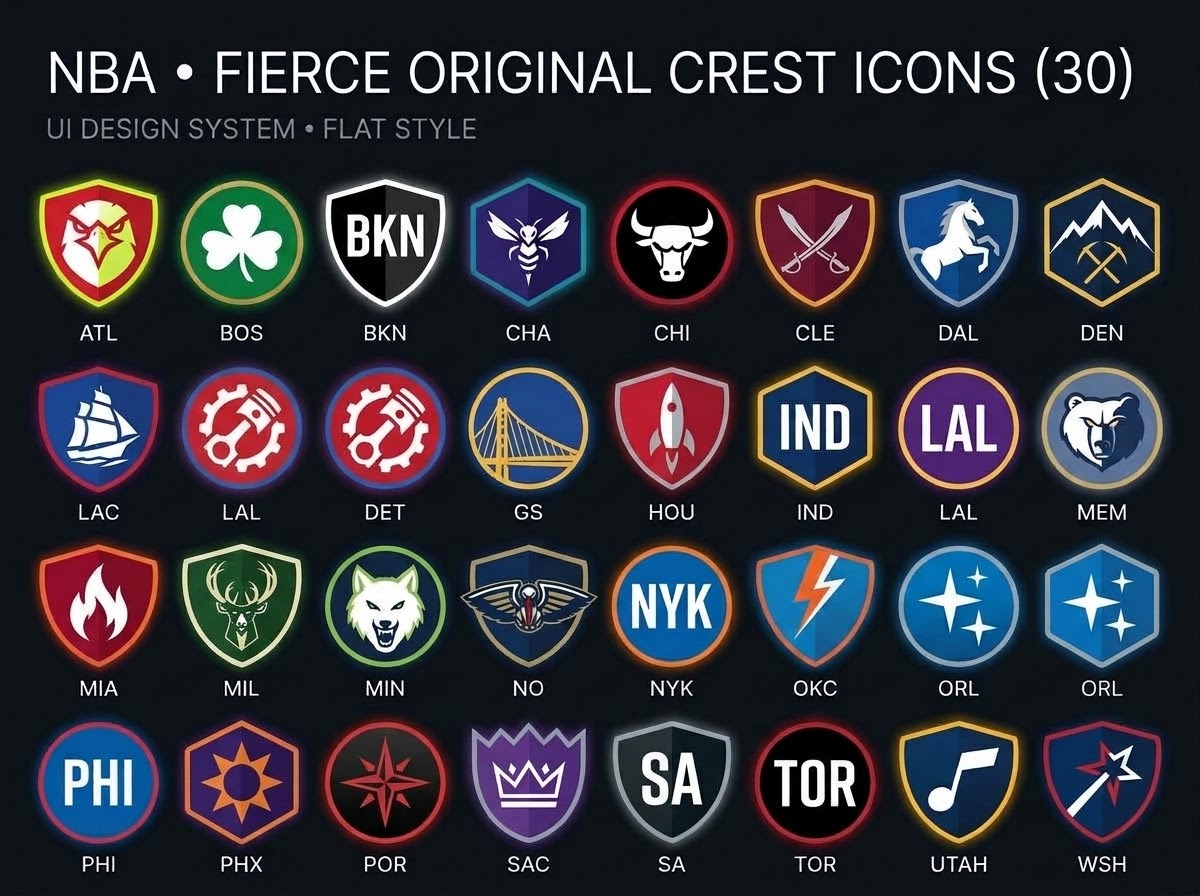 NBA • FIERCE ORIGINAL CREST ICONS (30)
UI DESIGN SYSTEM • FLAT STYLE
BKN
ATL BOS BKN CHA CHI CLE DAL DEN
IND LAL
LAC LAL DET GS HOU IND LAL MEM
NYK
MIA MIL MIN NO NYK OKC ORL ORL
PHI SA TOR
PHI PHX POR SAC SA TOR UTAH WSH